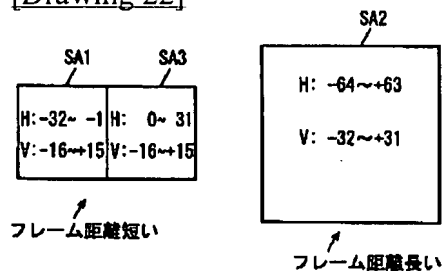 [Drawing 22]
SA1
SA3
H:-32~ -1
V:-16~+15
H: 0~ 31
V:-16~+15
フレーム距離短い
SA2
H: -64~+63
V: -32~+31
フレーム距離長い